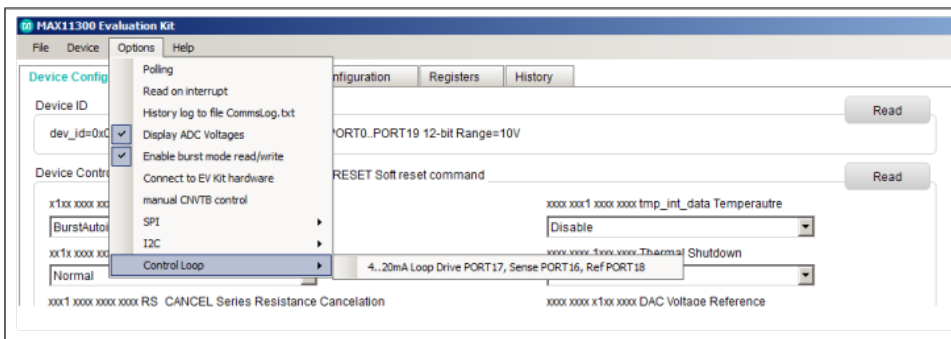 MAX11300 Evaluation Kit
File Device Options Help
Device Config nfiguration Registers History
Polling
Read on interrupt
History log to file CommsLog.txt
Display ADC Voltages
Enable burst mode read/write
Connect to EV Kit hardware
manual CNVTB control
SPI
I2C
Control Loop
4..20mA Loop Drive PORT17, Sense PORT16, Ref PORT18
Device ID
Read
dev_id=0x0 PORT0..PORT19 12-bit Range=10V
Device Contro RESET Soft reset command
Read
x1xx xxxx xxx xxxx xxx1 xxxx xxxx tmp_int_data Temperautre
BurstAutoi Disable
xx1x xxxx xxx xxxx xxxx 1xxx xxxx Thermal Shutdown
Normal
xxx1 xxxx xxxx xxxx RS_CANCEL Series Resistance Cancelation xxxx xxxx x1xx xxxx DAC Voltage Reference